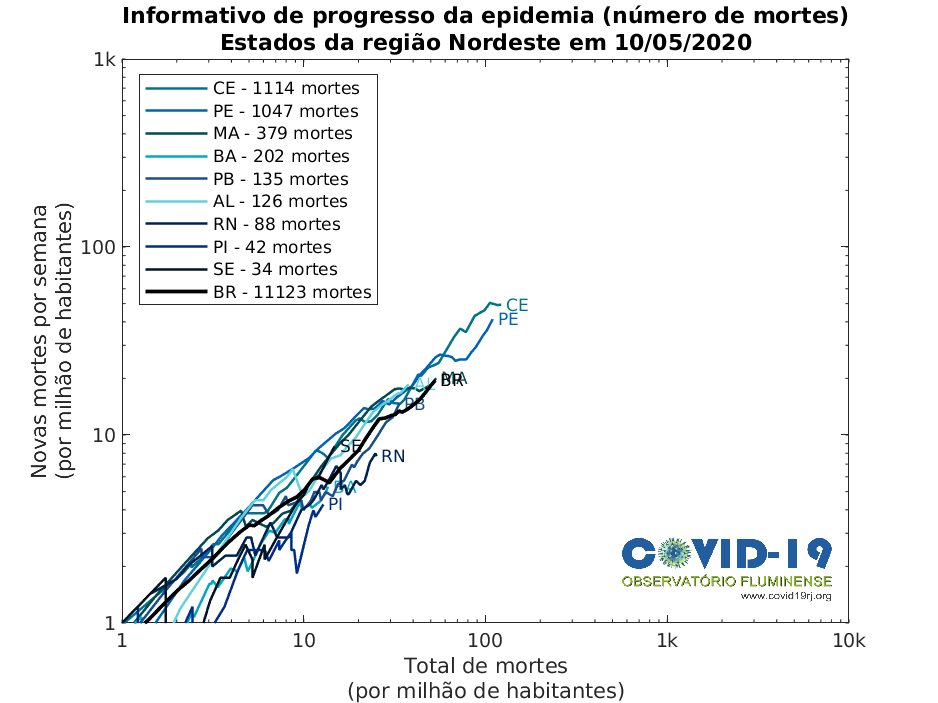 Informativo de progresso da epidemia (número de mortes)
Estados da região Nordeste em 10/05/2020
1k
CE - 1114 mortes
PE - 1047 mortes
MA - 379 mortes
BA - 202 mortes
PB - 135 mortes
AL - 126 mortes
RN - 88 mortes
PI - 42 mortes
SE - 34 mortes
BR - 11123 mortes
Novas mortes por semana
(por milhão de habitantes)
100
10
1
CE
PE
AL
MA
BR
PB
SE
RN
BA
PI
COVID-19
OBSERVATÓRIO FLUMINENSE
www.covid19rj.org
1
10
100
1k
10k
Total de mortes
(por milhão de habitantes)